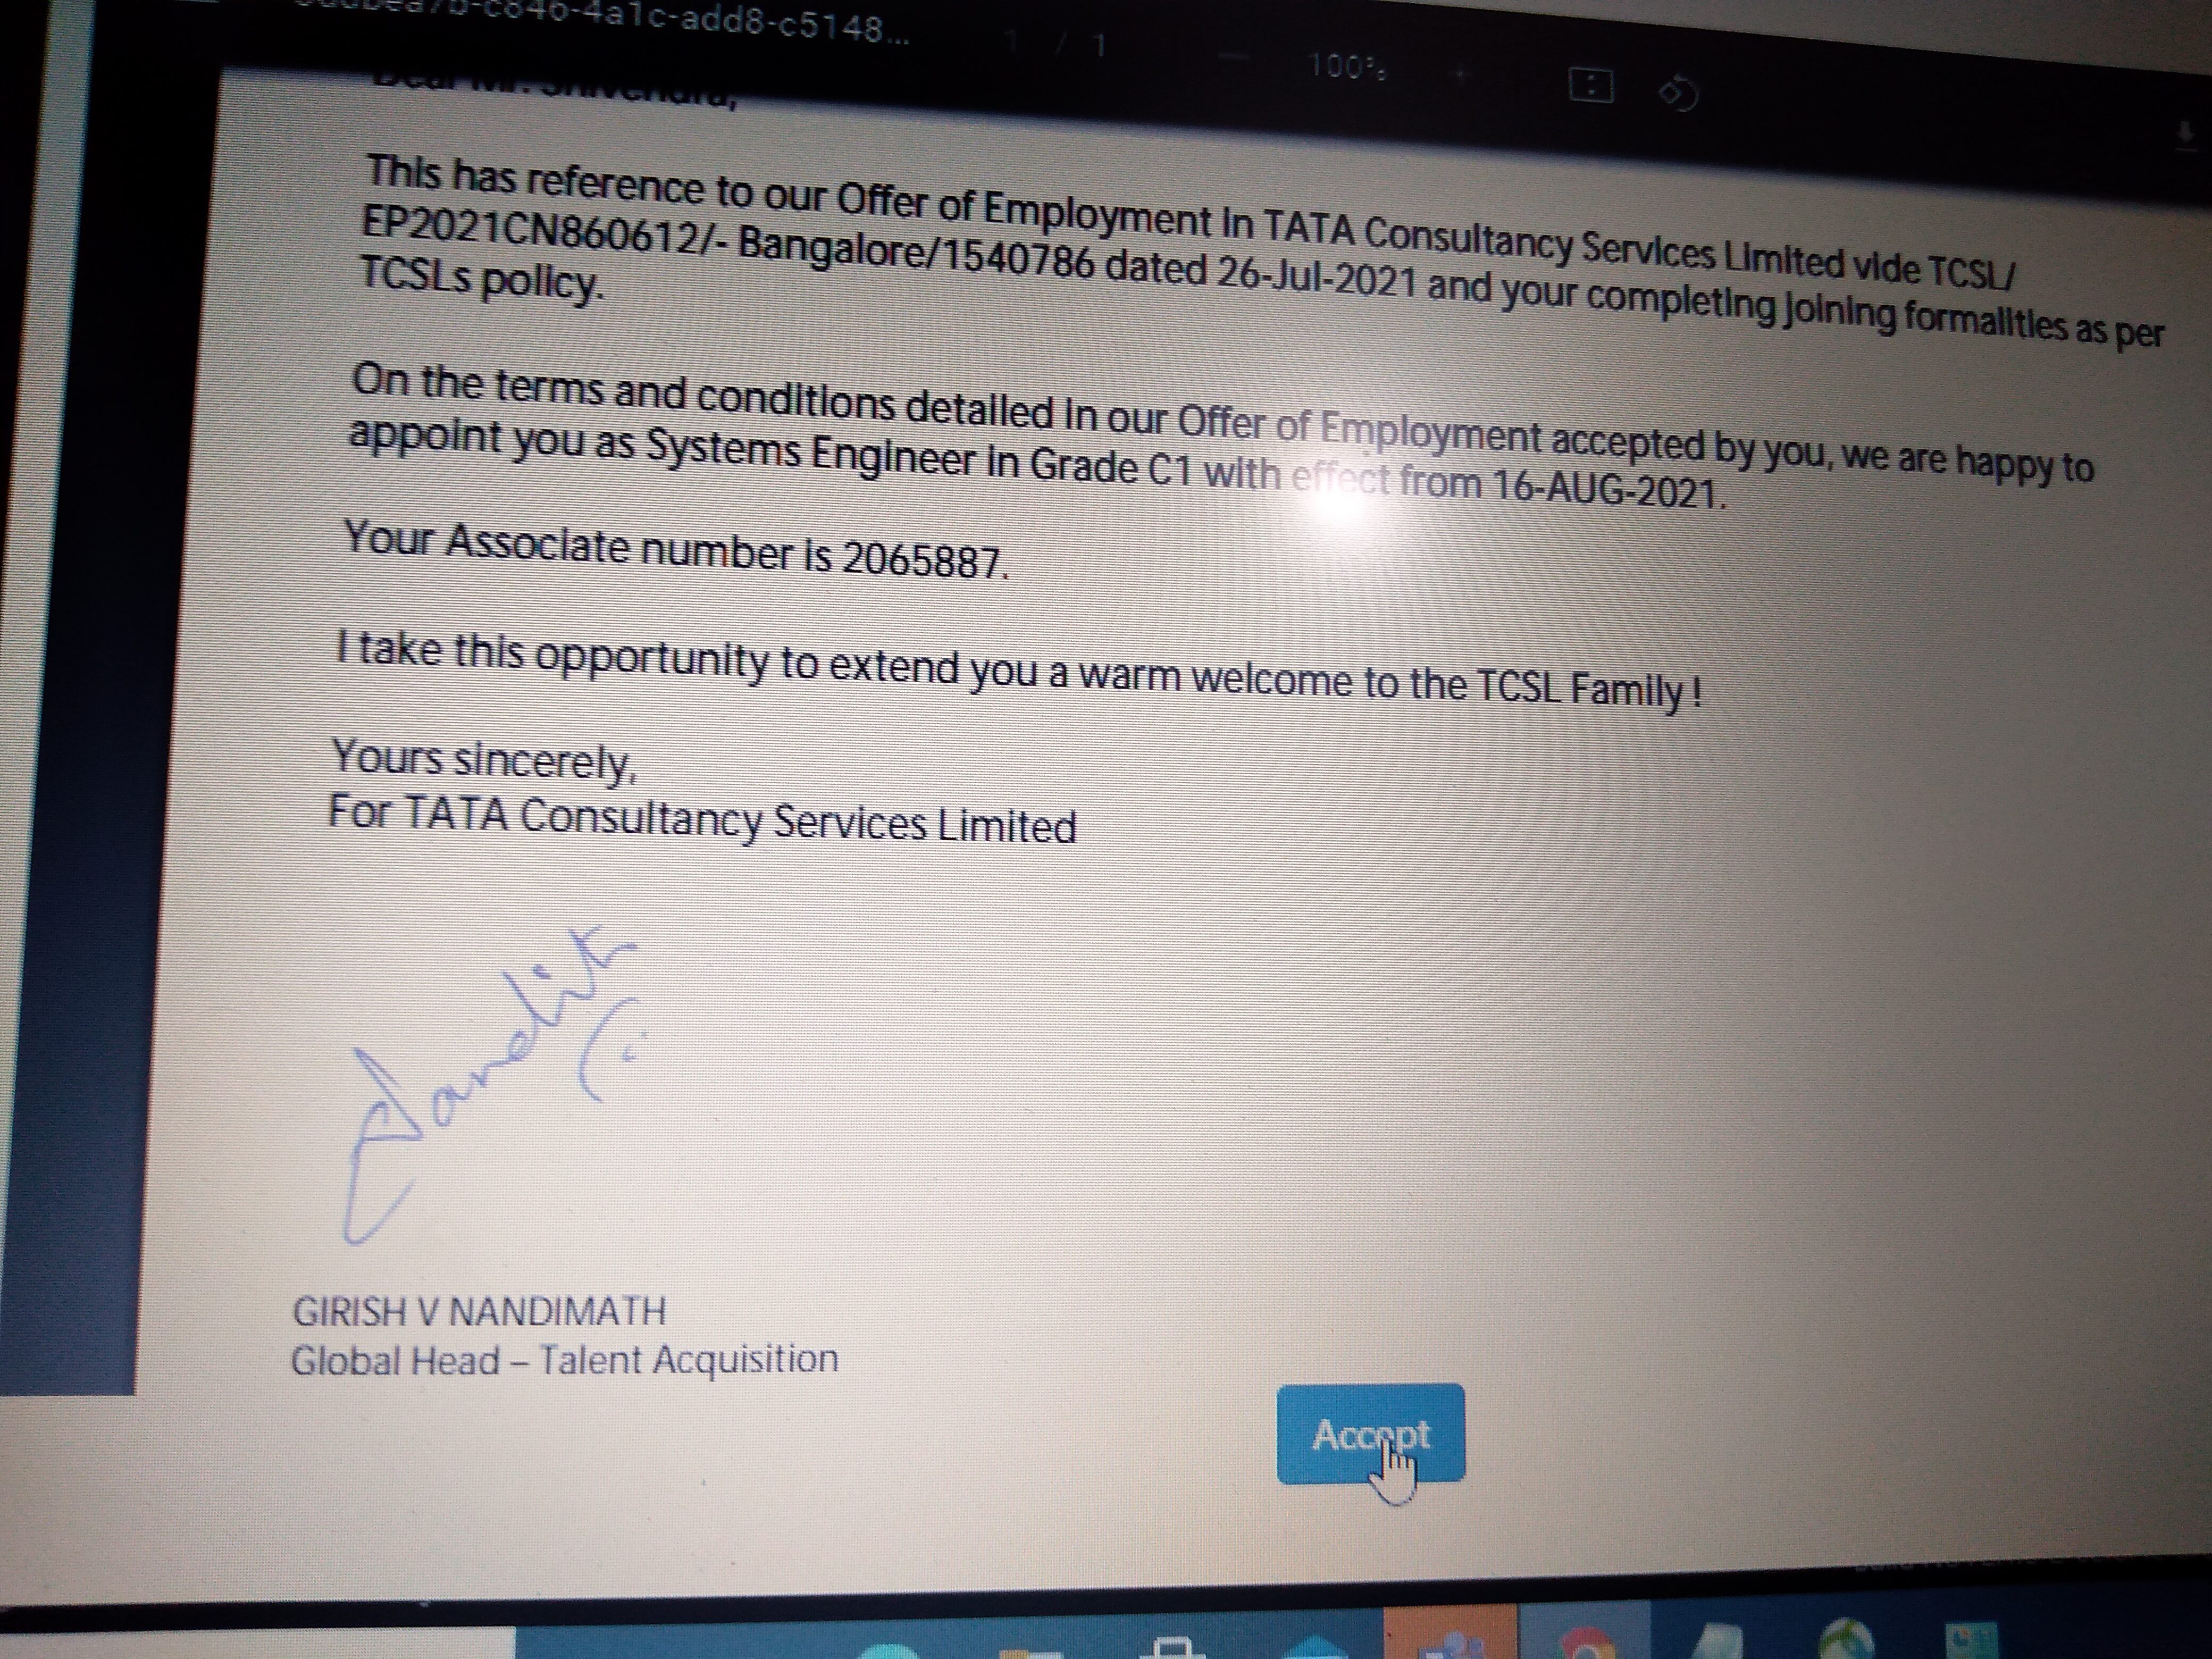 c846-4a1c-add8-c5148...
1 / 1
100%
Dear Mr. Shivendra,
This has reference to our Offer of Employment in TATA Consultancy Services Limited vide TCSL/
EP2021CN860612/- Bangalore/1540786 dated 26-Jul-2021 and your completing joining formalities as per
TCSLs policy.
On the terms and conditions detailed in our Offer of Employment accepted by you, we are happy to
appoint you as Systems Engineer in Grade C1 with effect from 16-AUG-2021.
Your Associate number is 2065887.
I take this opportunity to extend you a warm welcome to the TCSL Family !
Yours sincerely,
For TATA Consultancy Services Limited
GIRISH V NANDIMATH
Global Head – Talent Acquisition
Accept